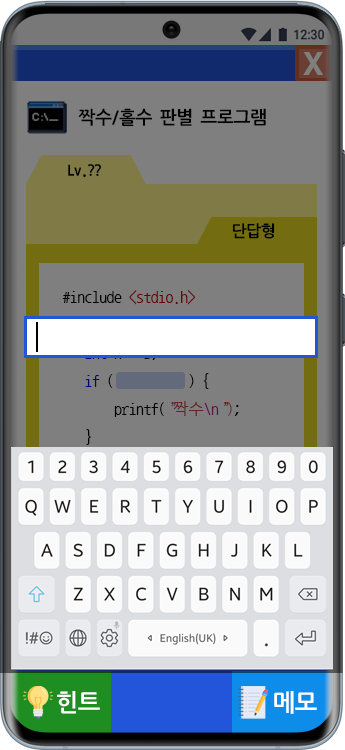 12:30
X
C:\_
짝수/홀수 판별 프로그램
Lv.??
단답형
#include <stdio.h>
if ( ) {
printf( "짝수\n ");
}
1 2 3 4 5 6 7 8 9 0
Q W E R T Y U I O P
A S D F G H J K L
Z X C V B N M
!#☺ English(UK) .
힌트 메모